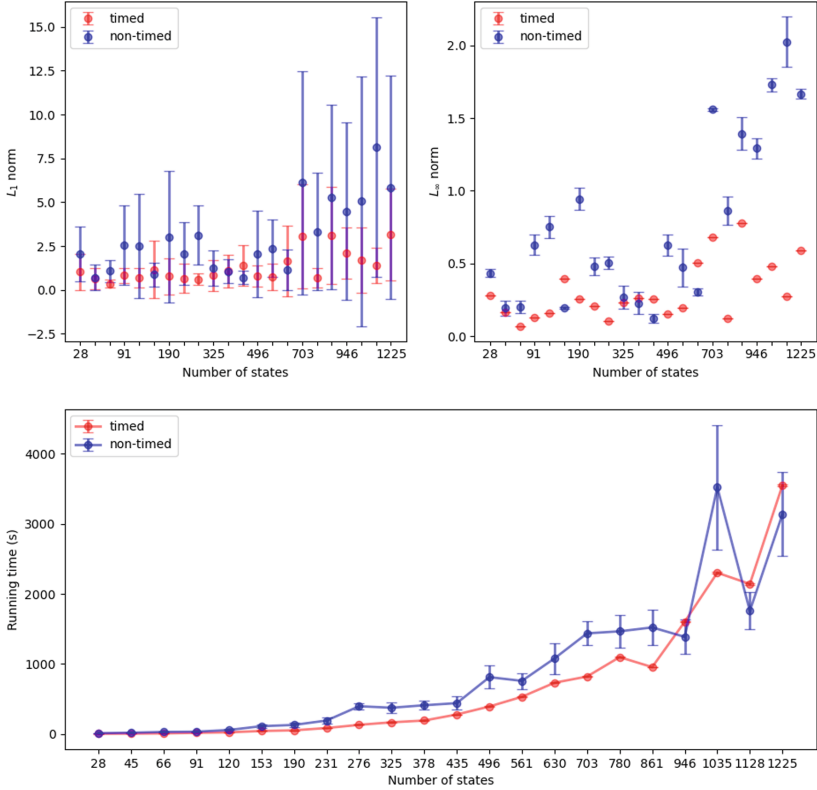 timed
non-timed
15.0
12.5
10.0
7.5
5.0
2.5
0.0
−2.5
L₁ norm
28 91 190 325 496 703 946 1225
Number of states
timed
non-timed
2.0
1.5
1.0
0.5
0.0
L∞ norm
28 91 190 325 496 703 946 1225
Number of states
timed
non-timed
4000
3000
2000
1000
0
Running time (s)
28 45 66 91 120 153 190 231 276 325 378 435 496 561 630 703 780 861 946 1035 1128 1225
Number of states